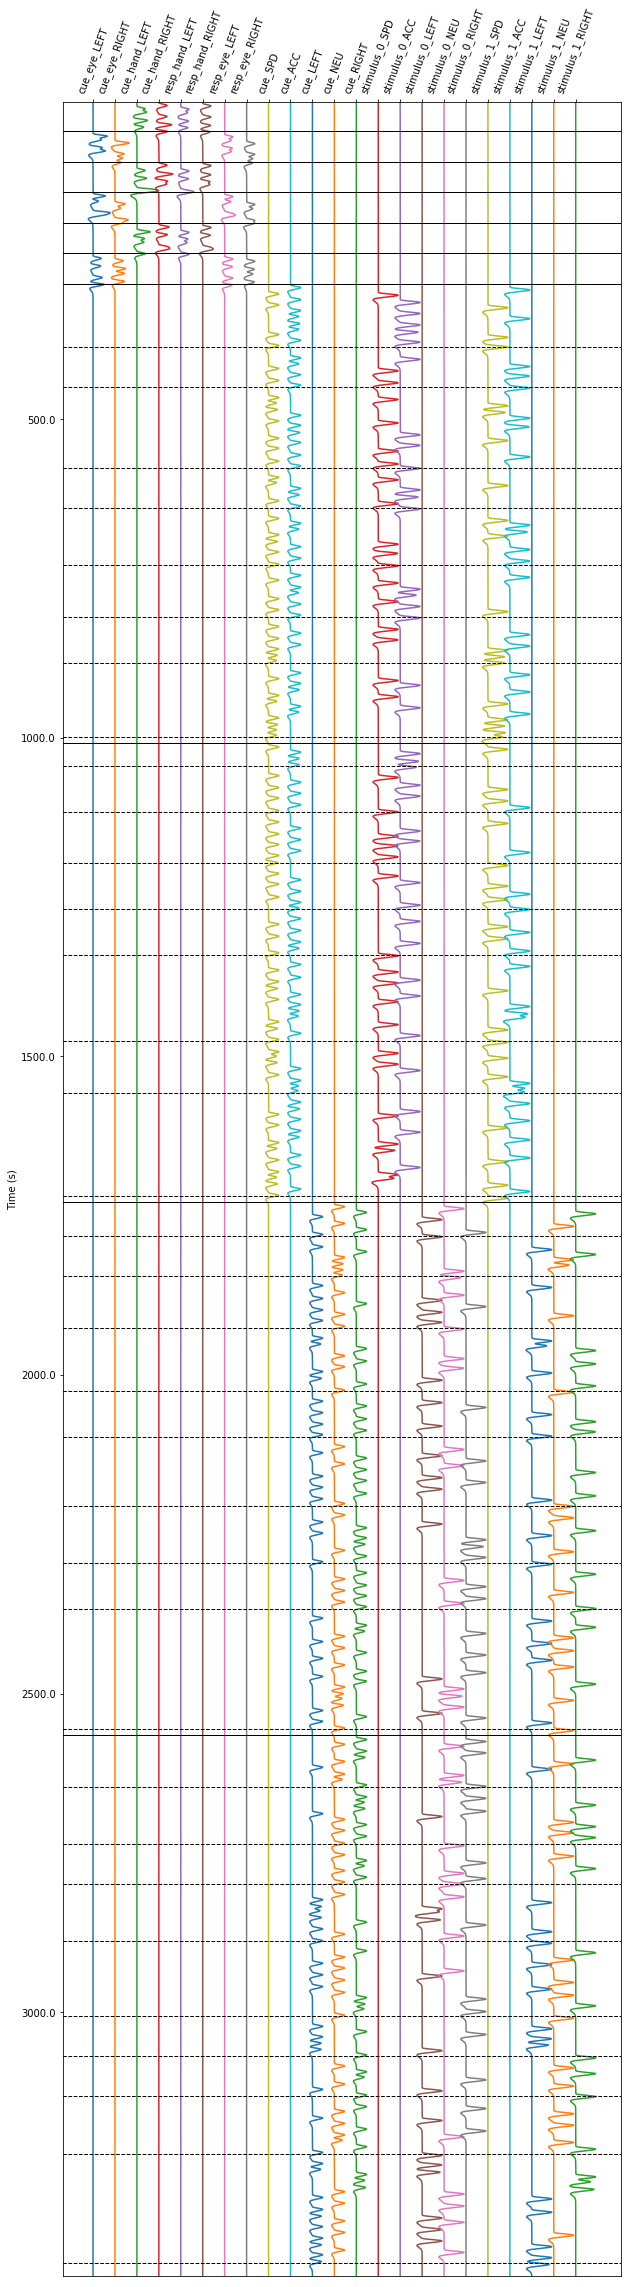 cue_eye_LEFT
cue_eye_RIGHT
cue_hand_LEFT
cue_hand_RIGHT
resp_hand_LEFT
resp_hand_RIGHT
resp_eye_LEFT
resp_eye_RIGHT
cue_SPD
cue_ACC
cue_LEFT
cue_NEU
cue_RIGHT
stimulus_0_SPD
stimulus_0_ACC
stimulus_0_LEFT
stimulus_0_NEU
stimulus_0_RIGHT
stimulus_1_SPD
stimulus_1_ACC
stimulus_1_LEFT
stimulus_1_NEU
stimulus_1_RIGHT
500.0
1000.0
1500.0
Time (s)
2000.0
2500.0
3000.0